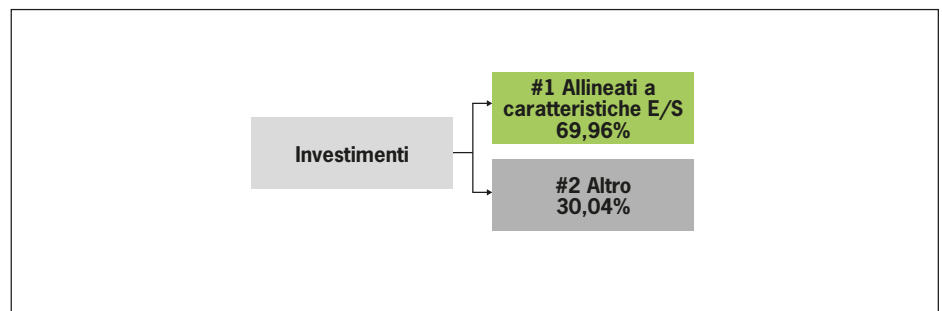 Investimenti
#1 Allineati a
caratteristiche E/S
69,96%
#2 Altro
30,04%